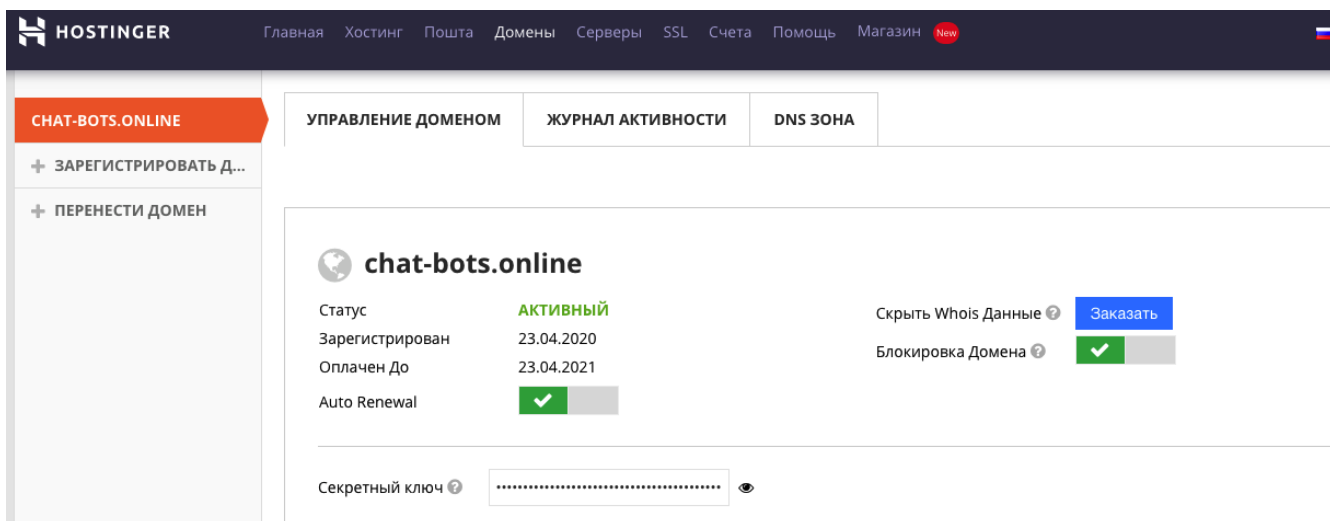 HOSTINGER
Главная Хостинг Почта Домены Серверы SSL Счета Помощь Магазин New
CHAT-BOTS.ONLINE
ЗАРЕГИСТРИРОВАТЬ Д...
ПЕРЕНЕСТИ ДОМЕН
УПРАВЛЕНИЕ ДОМЕНОМ ЖУРНАЛ АКТИВНОСТИ DNS ЗОНА
chat-bots.online
Статус АКТИВНЫЙ
Зарегистрирован 23.04.2020
Оплачен До 23.04.2021
Auto Renewal
Скрыть Whois Данные Заказать
Блокировка Домена
Секретный ключ